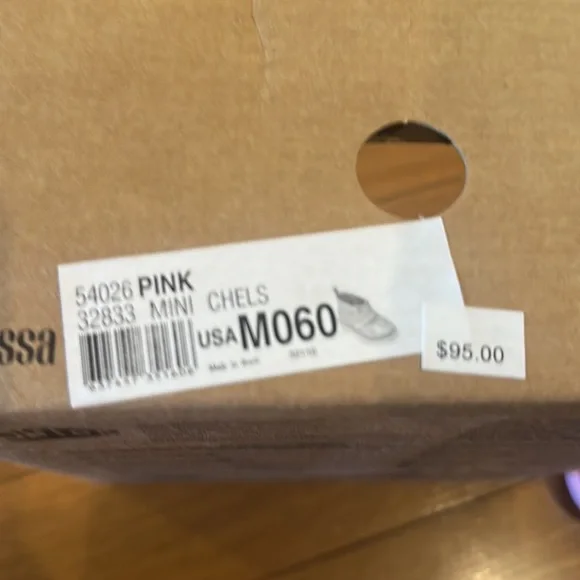 54026 PINK
32833 MINI CHELS
USA M060
$95.00
ssa